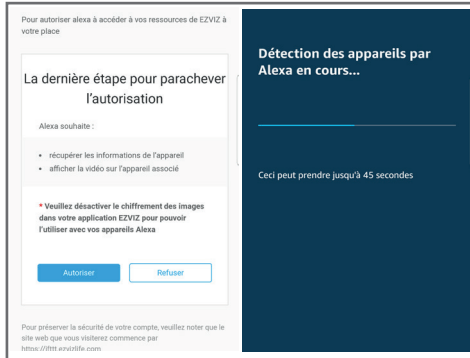 Pour autoriser alexa à accéder à vos ressources de EZVIZ à
votre place
La dernière étape pour parachever
l'autorisation
Alexa souhaite :
• récupérer les informations de l'appareil
• afficher la vidéo sur l'appareil associé
* Veuillez désactiver le chiffrement des images
dans votre application EZVIZ pour pouvoir
l'utiliser avec vos appareils Alexa
Autoriser
Refuser
Pour préserver la sécurité de votre compte, veuillez noter que le
site web que vous visiterez commence par
https://ifttt.ezvizlife.com
Détection des appareils par
Alexa en cours...
Ceci peut prendre jusqu'à 45 secondes